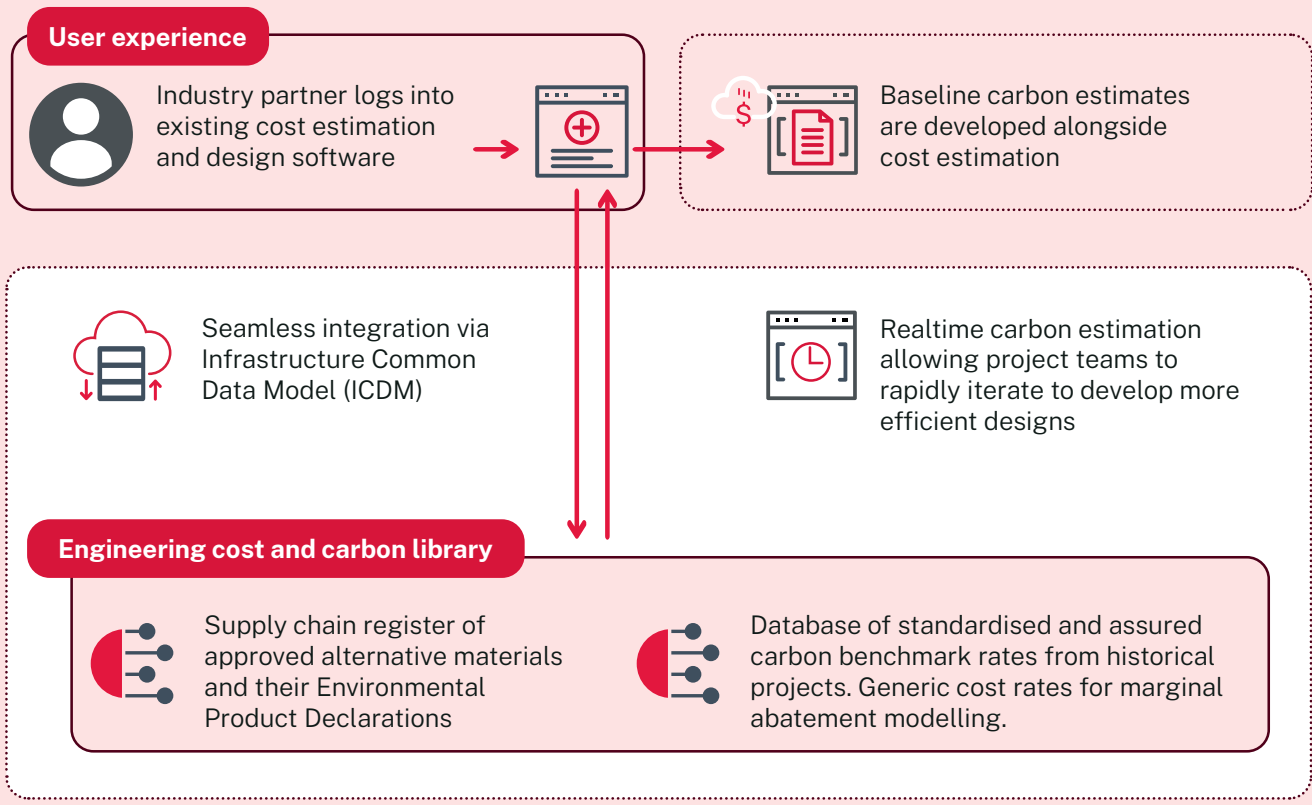 User experience
Industry partner logs into
existing cost estimation
and design software
$
Baseline carbon estimates
are developed alongside
cost estimation
Seamless integration via
Infrastructure Common
Data Model (ICDM)
Realtime carbon estimation
allowing project teams to
rapidly iterate to develop more
efficient designs
Engineering cost and carbon library
Supply chain register of
approved alternative materials
and their Environmental
Product Declarations
Database of standardised and assured
carbon benchmark rates from historical
projects. Generic cost rates for marginal
abatement modelling.